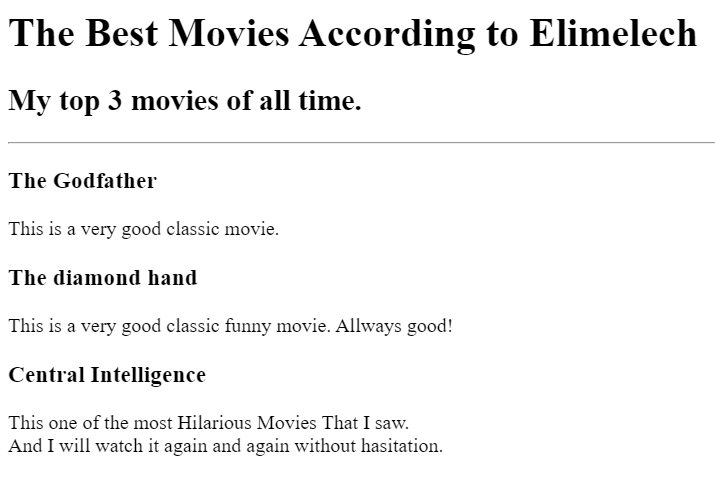 The Best Movies According to Elimelech
My top 3 movies of all time.
The Godfather
This is a very good classic movie.
The diamond hand
This is a very good classic funny movie. Allways good!
Central Intelligence
This one of the most Hilarious Movies That I saw.
And I will watch it again and again without hasitation.